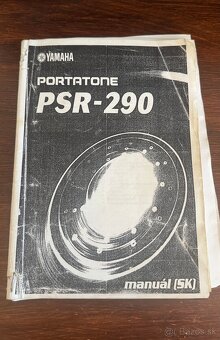 YAMAHA
PORTATONE
PSR-290
manuál (SK)